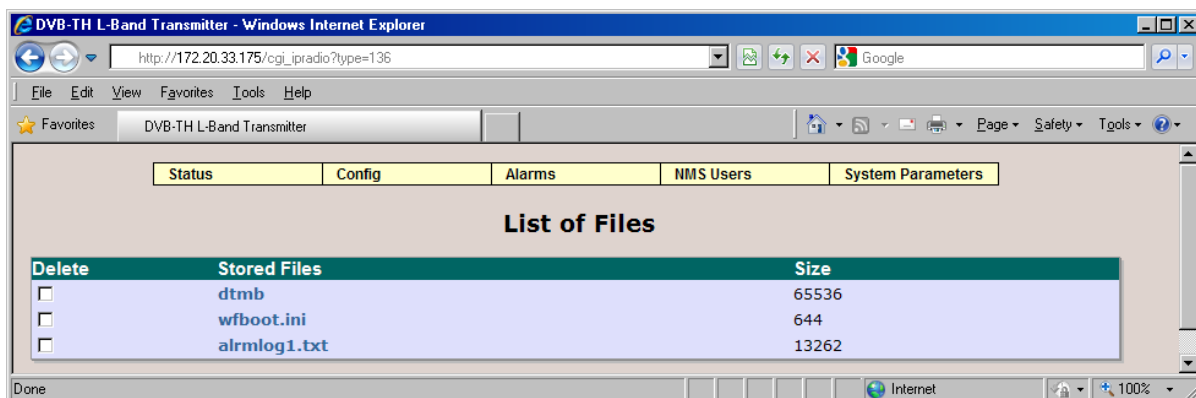 DVB-TH L-Band Transmitter - Windows Internet Explorer
http://172.20.33.175/cgi_ipradio?type=136
Google
File Edit View Favorites Tools Help
Favorites DVB-TH L-Band Transmitter Page Safety Tools
Status Config Alarms NMS Users System Parameters
List of Files
Delete Stored Files Size
dtmb 65536
wfboot.ini 644
alrmlog1.txt 13262
Done Internet 100%